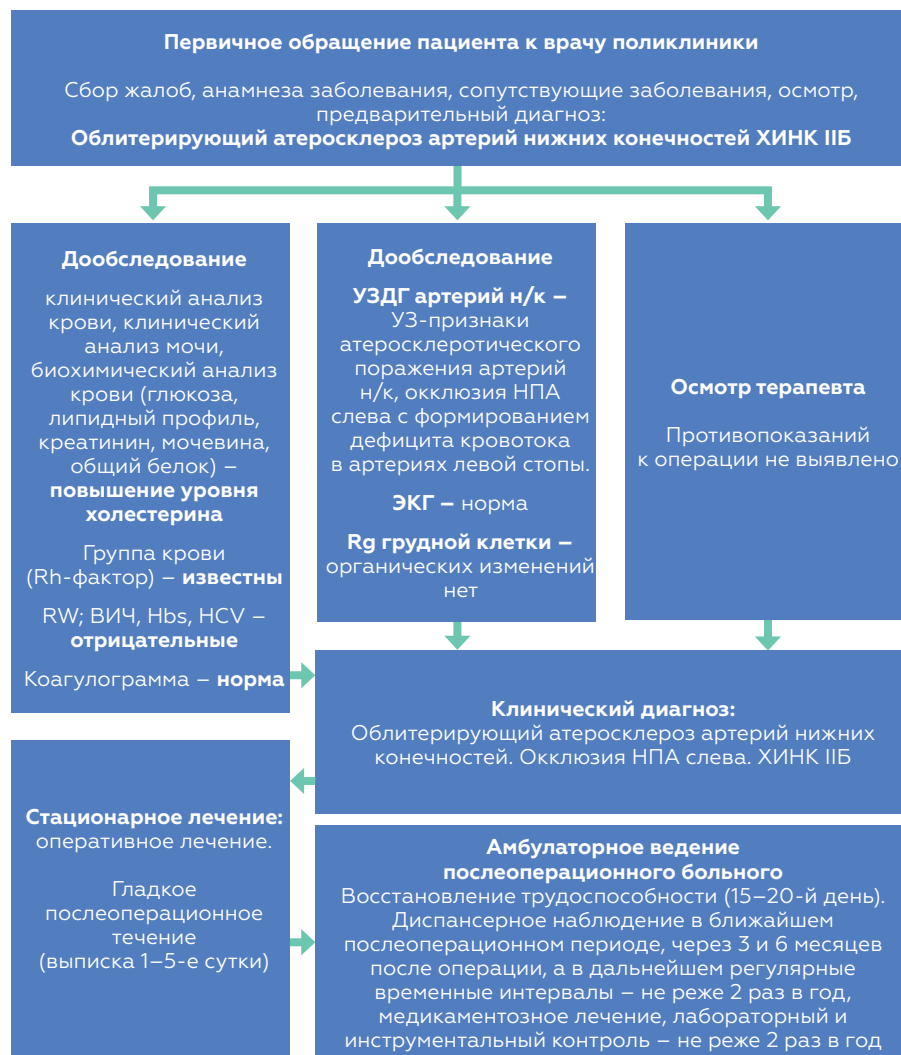 Первичное обращение пациента к врачу поликлиники
Сбор жалоб, анамнеза заболевания, сопутствующие заболевания, осмотр,
предварительный диагноз:
Облитерирующий атеросклероз артерий нижних конечностей ХИНК IIБ
Дообследование
клинический анализ
крови, клинический
анализ мочи,
биохимический анализ
крови (глюкоза,
липидный профиль,
креатинин, мочевина,
общий белок) –
повышение уровня
холестерина
Группа крови
(Rh-фактор) – известны
RW; ВИЧ, Hbs, HCV –
отрицательные
Коагулограмма – норма
Дообследование
УЗДГ артерий н/к –
УЗ-признаки
атеросклеротического
поражения артерий
н/к, окклюзия НПА
слева с формированием
дефицита кровотока
в артериях левой стопы.
ЭКГ – норма
Rg грудной клетки –
органических изменений
нет
Осмотр терапевта
Противопоказаний
к операции не выявлено
Клинический диагноз:
Облитерирующий атеросклероз артерий нижних
конечностей. Окклюзия НПА слева. ХИНК IIБ
Стационарное лечение:
оперативное лечение.
Гладкое
послеоперационное
течение
(выписка 1–5-е сутки)
Амбулаторное ведение
послеоперационного больного
Восстановление трудоспособности (15–20-й день).
Диспансерное наблюдение в ближайшем
послеоперационном периоде, через 3 и 6 месяцев
после операции, а в дальнейшем регулярные
временные интервалы – не реже 2 раз в год,
медикаментозное лечение, лабораторный и
инструментальный контроль – не реже 2 раз в год